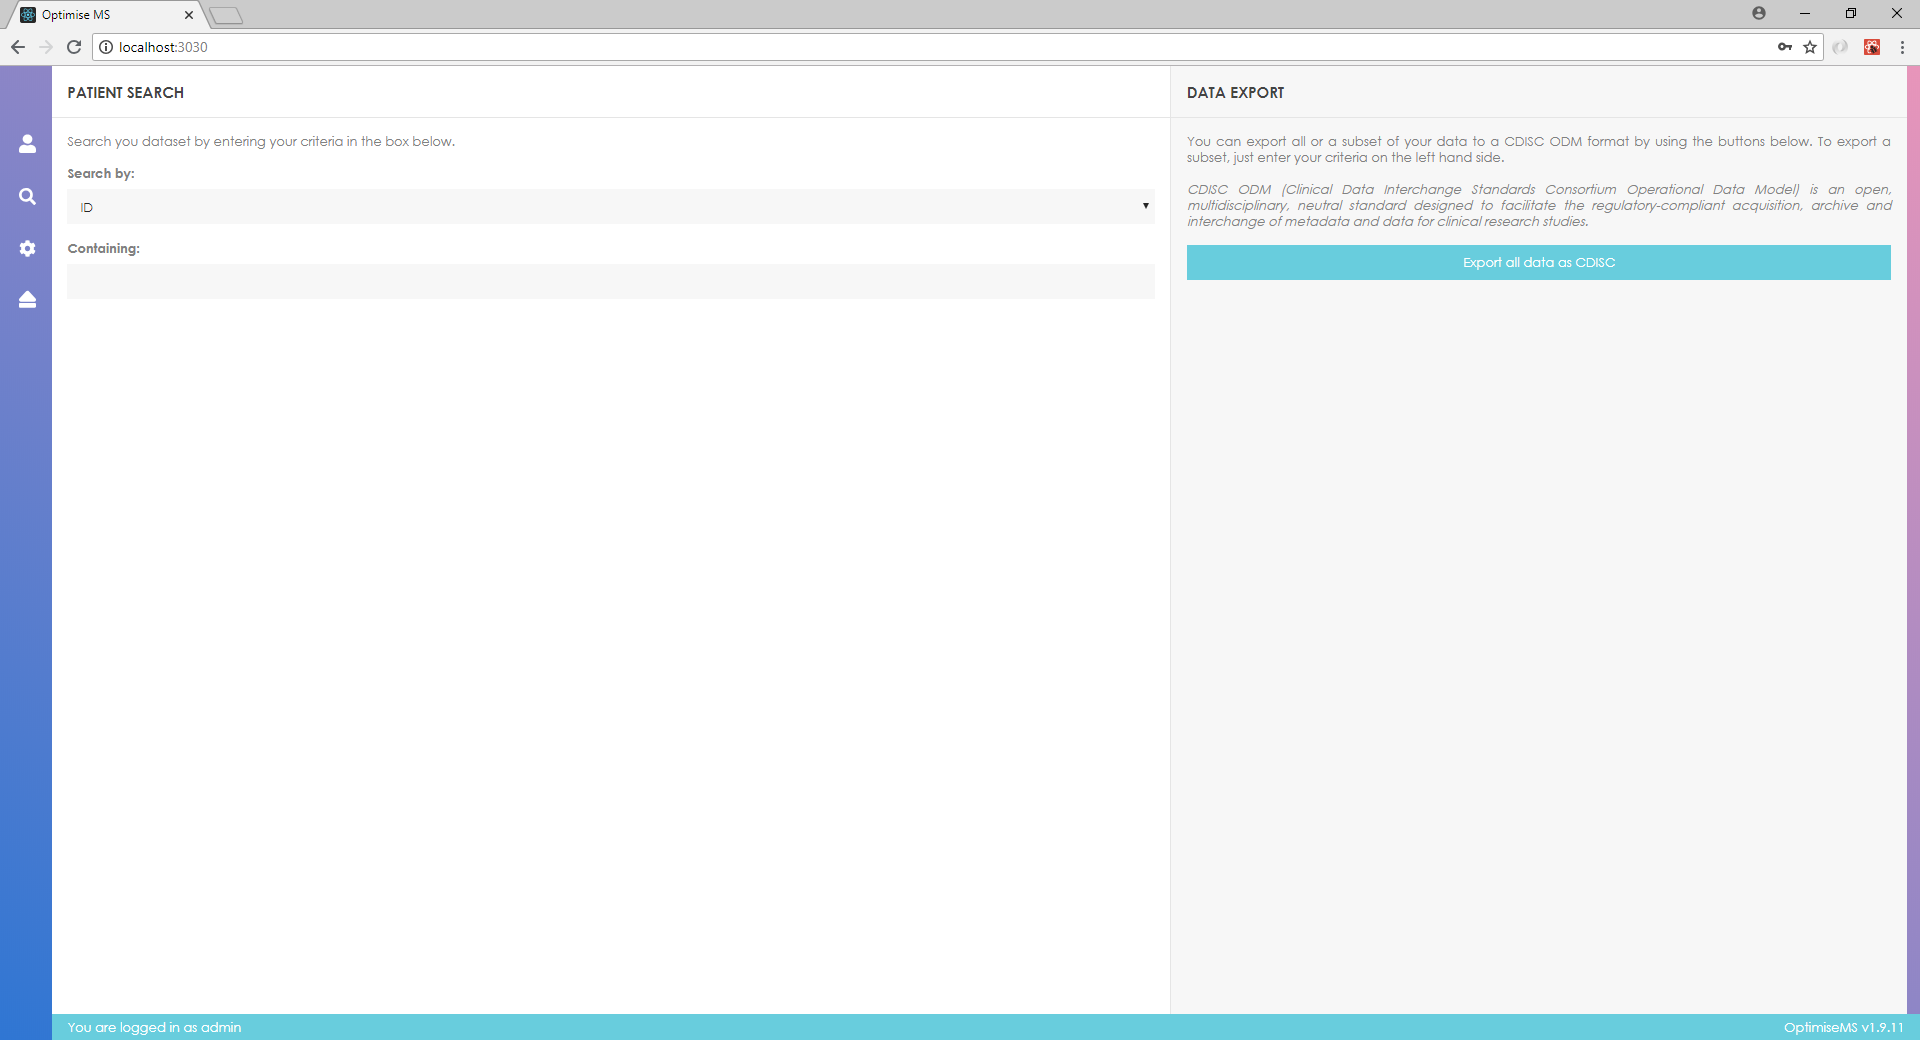 Optimise MS
localhost:3030
PATIENT SEARCH
Search you dataset by entering your criteria in the box below.
Search by:
ID
Containing:
DATA EXPORT
You can export all or a subset of your data to a CDISC ODM format by using the buttons below. To export a
subset, just enter your criteria on the left hand side.
CDISC ODM (Clinical Data Interchange Standards Consortium Operational Data Model) is an open,
multidisciplinary, neutral standard designed to facilitate the regulatory-compliant acquisition, archive and
interchange of metadata and data for clinical research studies.
Export all data as CDISC
You are logged in as admin
OptimiseMS v1.9.11